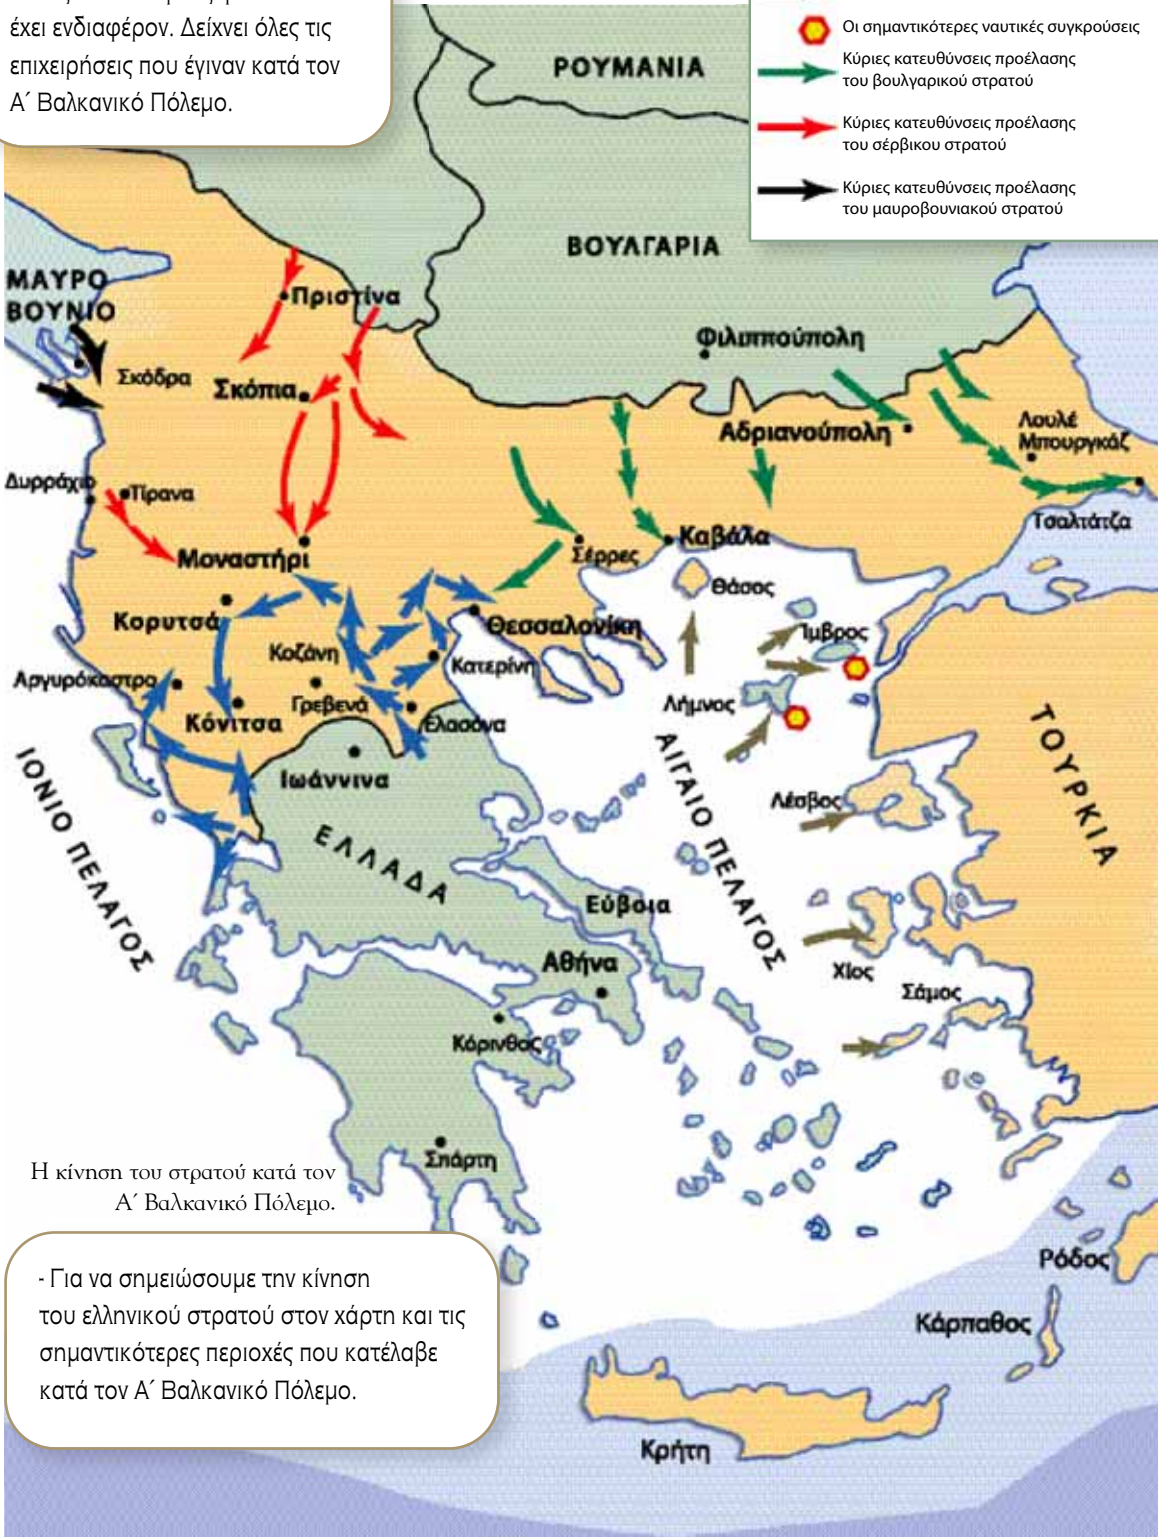 έχει ενδιαφέρον. Δείχνει όλες τις
επιχειρήσεις που έγιναν κατά τον
Α΄ Βαλκανικό Πόλεμο.
Οι σημαντικότερες ναυτικές συγκρούσεις
Κύριες κατευθύνσεις προέλασης
του βουλγαρικού στρατού
Κύριες κατευθύνσεις προέλασης
του σέρβικου στρατού
Κύριες κατευθύνσεις προέλασης
του μαυροβουνιακού στρατού
ΡΟΥΜΑΝΙΑ
ΒΟΥΛΓΑΡΙΑ
ΜΑΥΡΟ
ΒΟΥΝΙΟ
Πριστίνα
Φιλιππούπολη
Σκόδρα
Σκόπια
Αδριανούπολη
Λουλέ
Μπουργκάζ
Δυρράχιο
Τίρανα
Τσαλτάτζα
Μοναστήρι
Σέρρες
Καβάλα
Θάσος
Κορυτσά
Θεσσαλονίκη
Ίμβρος
Κοζάνη
Κατερίνη
Αργυρόκαστρο
Γρεβενά
Λήμνος
Κόνιτσα
Ελασόνα
Ιωάννινα
ΤΟΥΡΚΙΑ
ΙΟΝΙΟ ΠΕΛΑΓΟΣ
ΑΙΓΑΙΟ ΠΕΛΑΓΟΣ
Λέσβος
ΕΛΛΑΔΑ
Εύβοια
Αθήνα
Χίος
Σάμος
Κόρινθος
Σπάρτη
Η κίνηση του στρατού κατά τον
Α΄ Βαλκανικό Πόλεμο.
Ρόδος
Κάρπαθος
Κρήτη
- Για να σημειώσουμε την κίνηση
του ελληνικού στρατού στον χάρτη και τις
σημαντικότερες περιοχές που κατέλαβε
κατά τον Α΄ Βαλκανικό Πόλεμο.